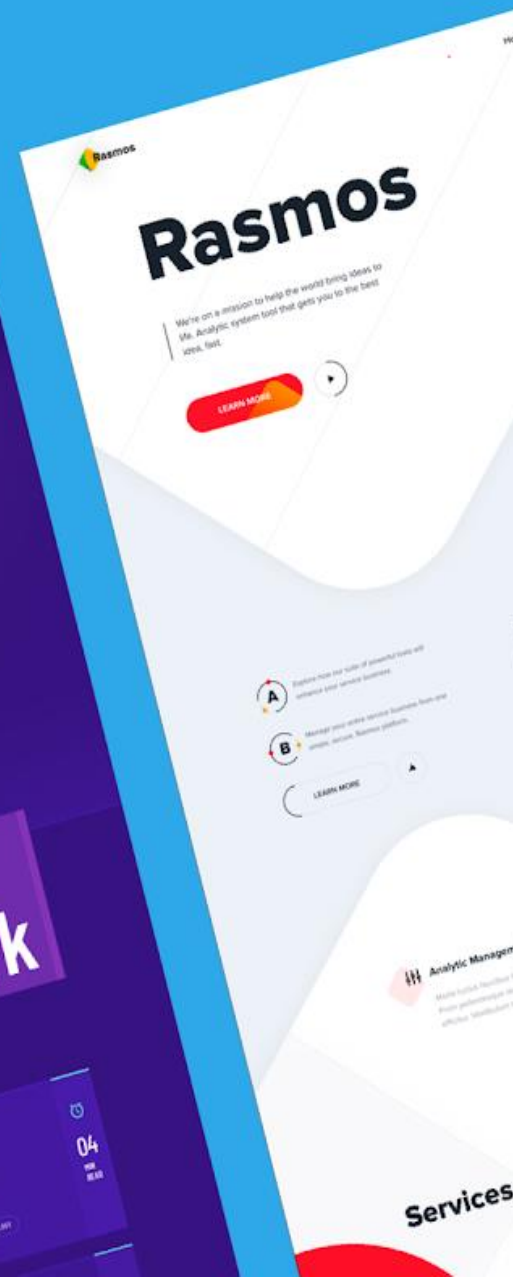 Rasmos
Rasmos
We're on a mission to help the world bring ideas to
life. Analytic system tool that gets you to the best
idea, fast.
LEARN MORE
A
Explore how our suite of powerful tools will
enhance your service business.
B
Manage your entire service business from one
simple, secure, Rasmos platform.
LEARN MORE
Analytic
Services
k
04
MIN
READ